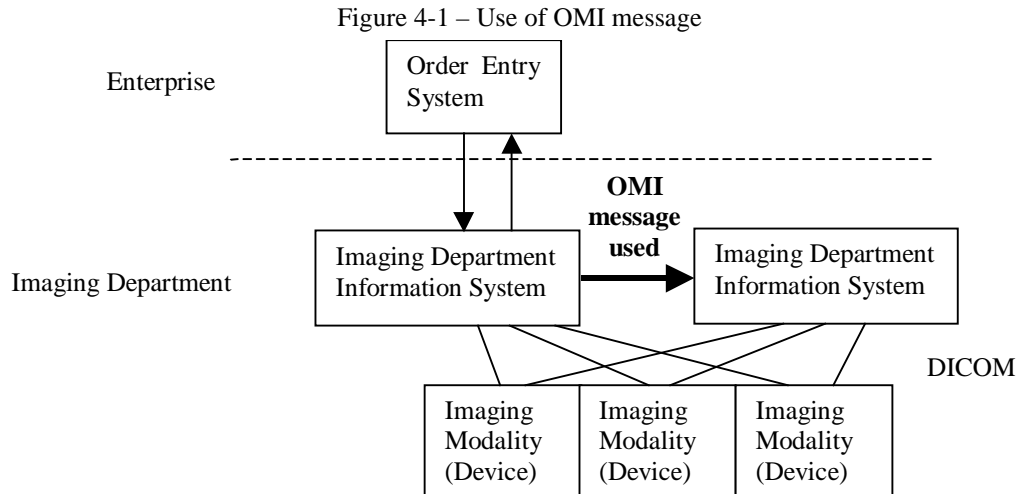 Figure 4-1 – Use of OMI message
Order Entry
System
Enterprise
OMI
message
used
Imaging Department
Information System
Imaging Department
Information System
Imaging Department
DICOM
Imaging
Modality
(Device)
Imaging
Modality
(Device)
Imaging
Modality
(Device)